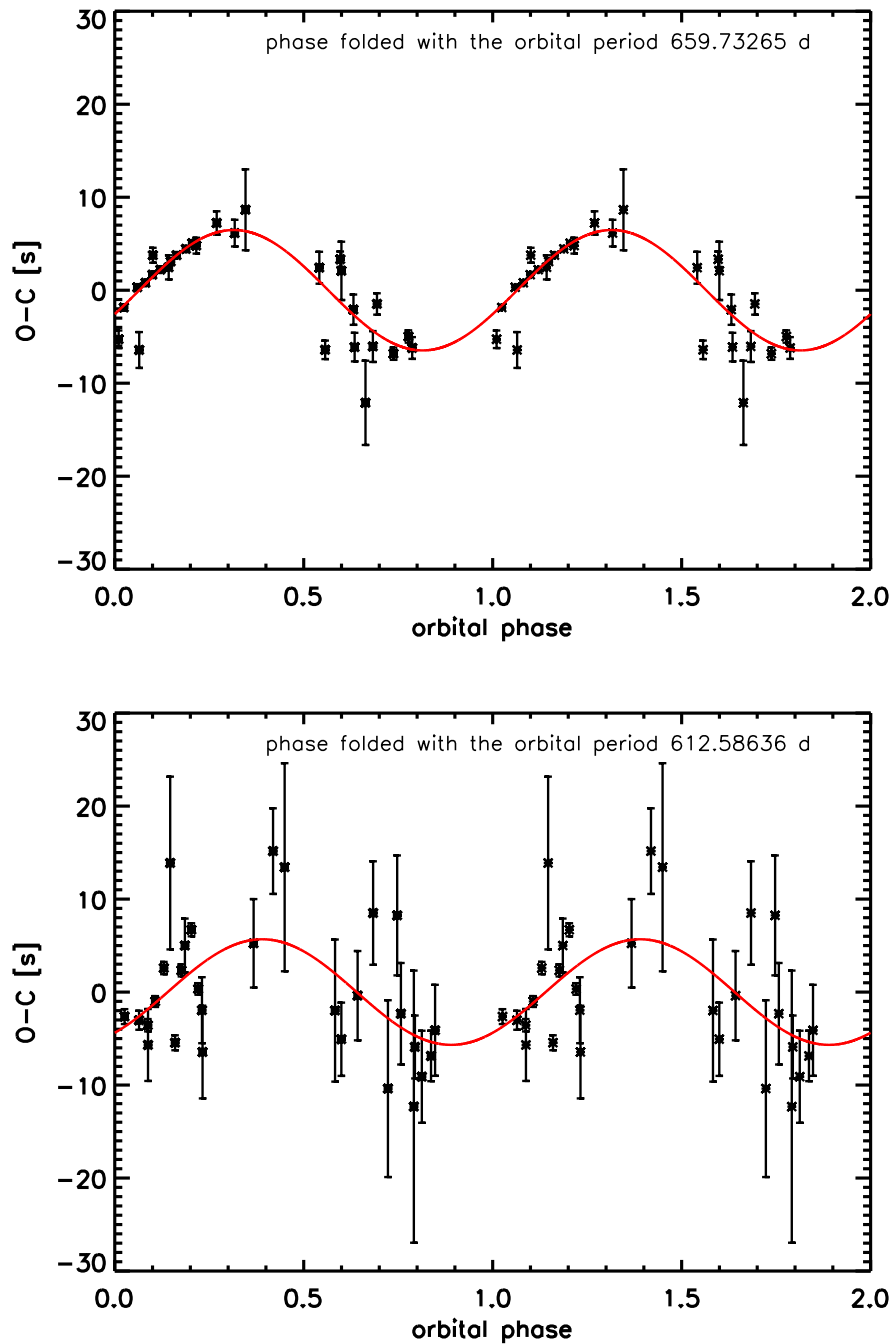 30
phase folded with the orbital period 659.73265 d
20
10
O-C [s]
0
-10
-20
-30
0.0 0.5 1.0 1.5 2.0
orbital phase
30
phase folded with the orbital period 612.58636 d
20
10
O-C [s]
0
-10
-20
-30
0.0 0.5 1.0 1.5 2.0
orbital phase